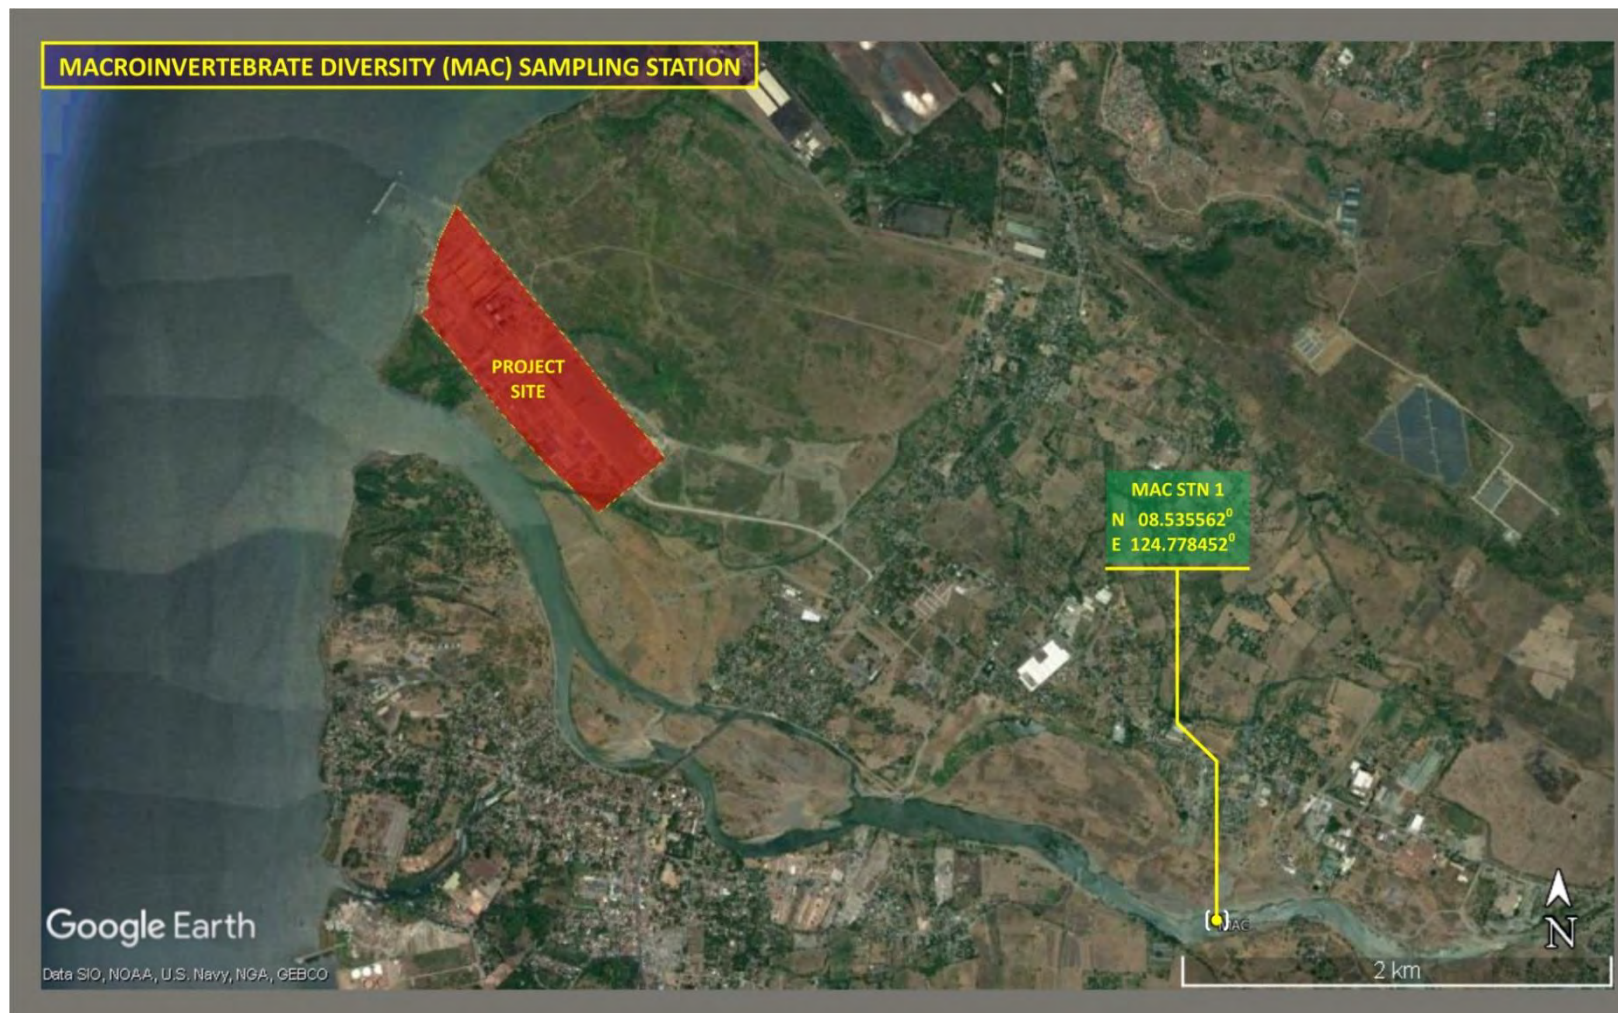 MACROINVERTEBRATE DIVERSITY (MAC) SAMPLING STATION
PROJECT
SITE
MAC STN 1
N 08.535562⁰
E 124.778452⁰
MAC
Google Earth
Data SIO, NOAA, U.S. Navy, NGA, GEBCO
N
2 km